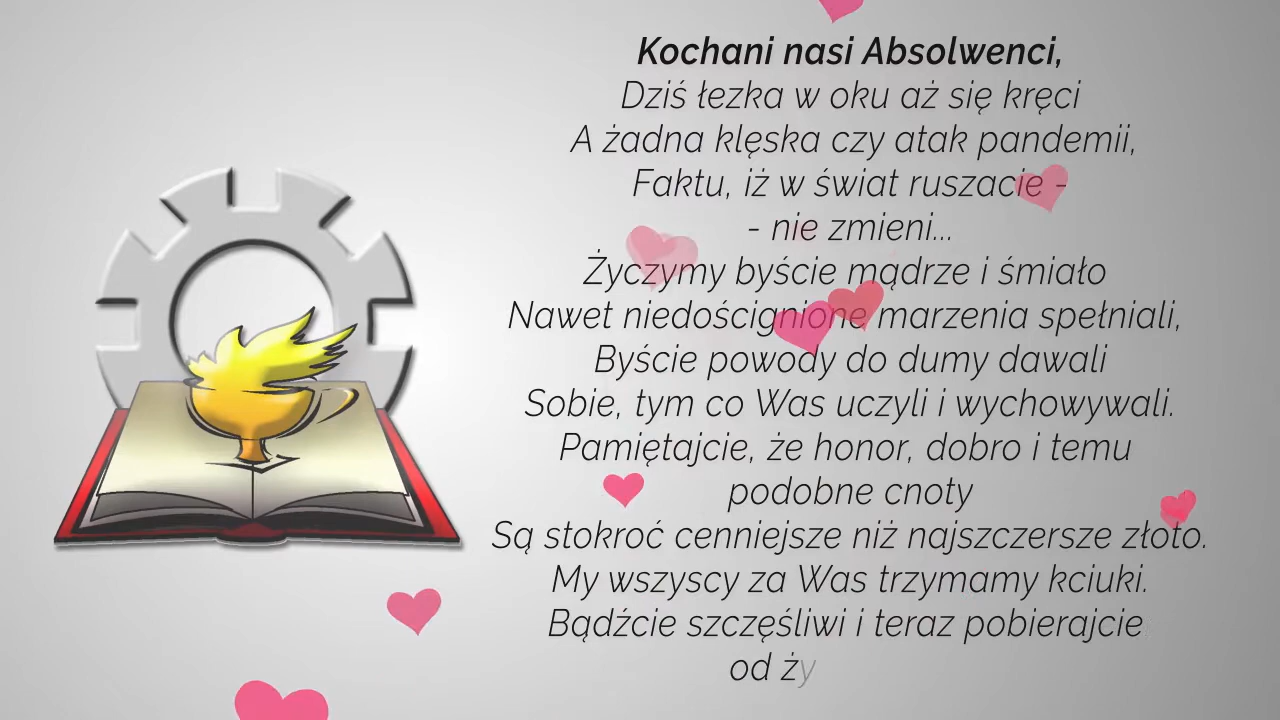 Kochani nasi Absolwenci,
Dziś łezka w oku aż się kręci
A żadna klęska czy atak pandemii,
Faktu, iż w świat ruszacie -
- nie zmieni...
Życzymy byście mądrze i śmiało
Nawet niedoścignione marzenia spełniali,
Byście powody do dumy dawali
Sobie, tym co Was uczyli i wychowywali.
Pamiętajcie, że honor, dobro i temu
podobne cnoty
Są stokroć cenniejsze niż najszczersze złoto.
My wszyscy za Was trzymamy kciuki.
Bądźcie szczęśliwi i teraz pobierajcie
od ży